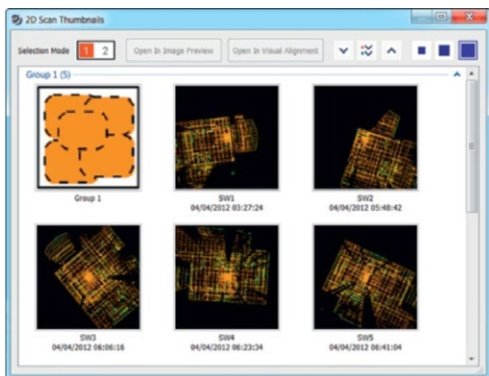 2D Scan Thumbnails
Selection Mode 1 2 Open In Image Preview Open In Visual Alignment
Group 1 (5)
Group 1
SW1
04/04/2012 03:27:24
SW2
04/04/2012 05:48:42
SW3
04/04/2012 06:06:16
SW4
04/04/2012 06:23:34
SW5
04/04/2012 06:41:04